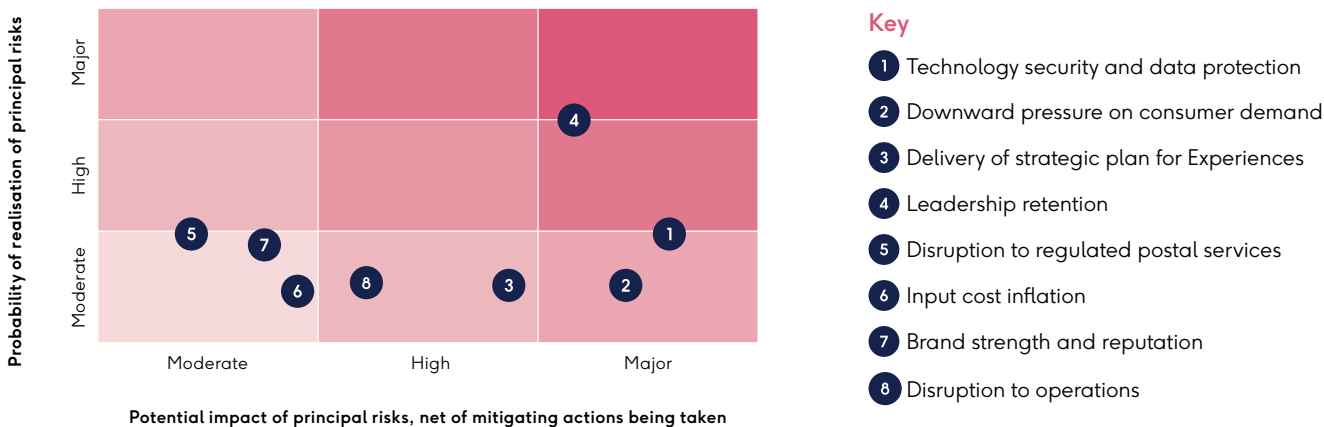 Probability of realisation of principal risks
Major
High
Moderate
4
5
7
1
6
8
3
2
Moderate
High
Major
Potential impact of principal risks, net of mitigating actions being taken
Key
1 Technology security and data protection
2 Downward pressure on consumer demand
3 Delivery of strategic plan for Experiences
4 Leadership retention
5 Disruption to regulated postal services
6 Input cost inflation
7 Brand strength and reputation
8 Disruption to operations